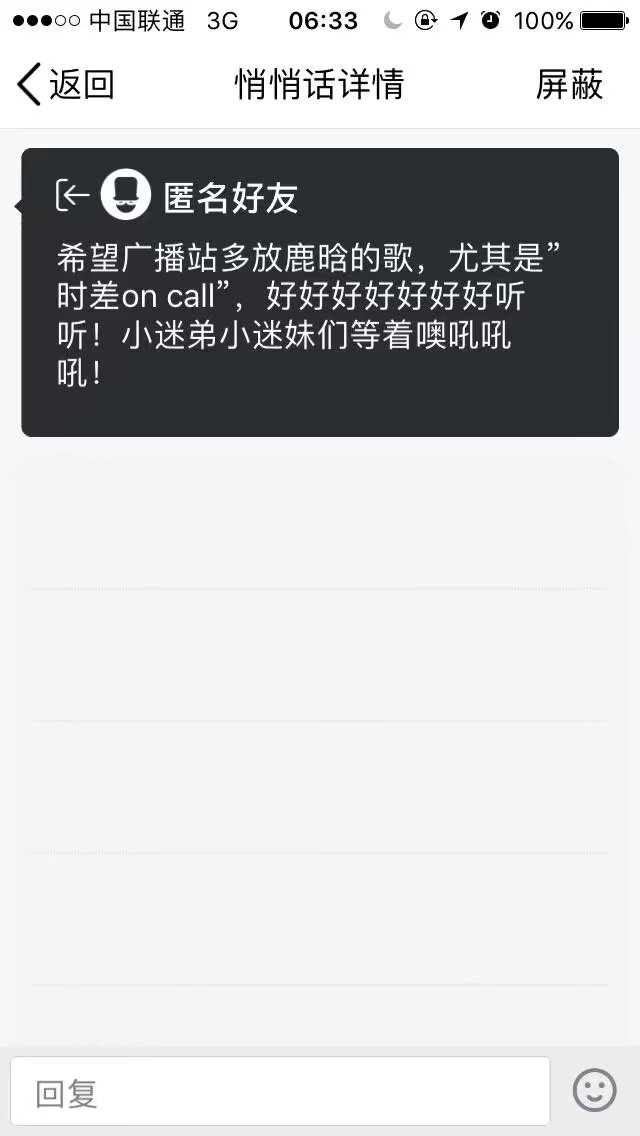 中国联通 3G 06:33 100%
返回 悄悄话详情 屏蔽
匿名好友
希望广播站多放鹿晗的歌，尤其是”
时差on call”，好好好好好好好听
听！小迷弟小迷妹们等着噢吼吼
吼！
回复